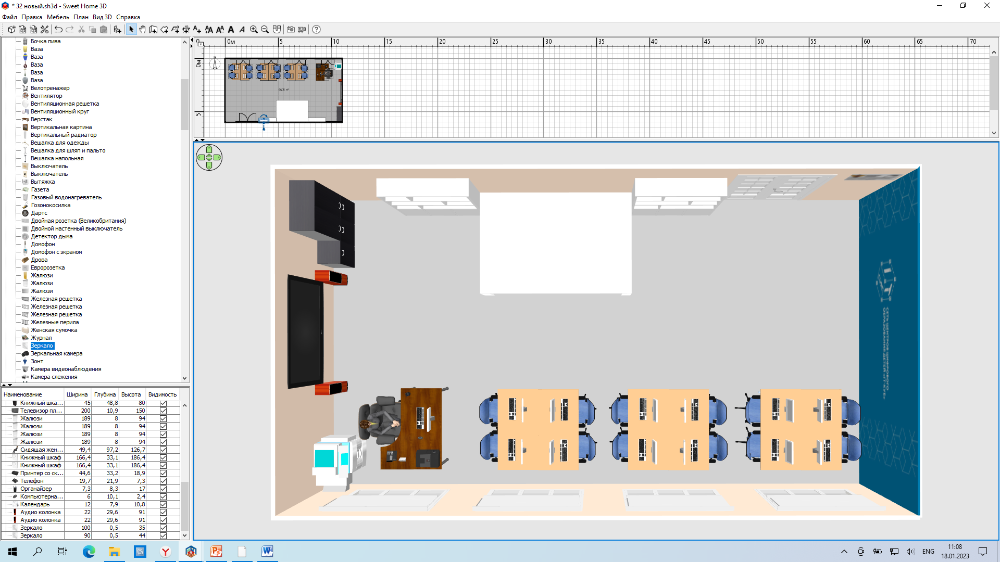 * 32 новый.sh3d - Sweet Home 3D
Файл Правка Мебель План Вид 3D Справка
Бочка пива
Ваза
Ваза
Ваза
Ваза
Ваза
Велотренажер
Вентилятор
Вентиляционная решетка
Вентиляционный круг
Верстак
Вертикальная картина
Вертикальный радиатор
Вешалка для одежды
Вешалка для шляп и пальто
Вешалка напольная
Выключатель
Выключатель
Вытяжка
Газета
Газовый водонагреватель
Гозонокосилка
Дартс
Двойная розетка (Великобритания)
Двойной настенный выключатель
Детектор дыма
Домофон
Домофон с экраном
Дрова
Евророзетка
Жалюзи
Жалюзи
Жалюзи
Железная решетка
Железная решетка
Железная решетка
Железные перила
Женская сумочка
Журнал
Зеркало
Зеркальная камера
Зонт
Камера видеонаблюдения
Камера слежения
Наименование Ширина Глубина Высота Видимость
Книжный шка... 45 48,8 80
Телевизор пл... 200 10,9 150
Жалюзи 189 8 94
Жалюзи 189 8 94
Жалюзи 189 8 94
Жалюзи 189 8 94
Сидящая жен... 49,4 97,2 126,7
Книжный шкаф 166,4 33,1 186,4
Книжный шкаф 166,4 33,1 186,4
Принтер со ск... 44,6 33,2 18,9
Телефон 19,7 21,9 7,3
Органайзер 7,3 8,3 17
Компьютерна... 6 10,1 2,4
Календарь 12 7,9 10,8
Аудио колонка 22 29,6 91
Аудио колонка 22 29,6 91
Зеркало 100 0,5 35
Зеркало 90 0,5 44
0м 5 10 15 20 25 30 35 40 45 50 55 60 65 70
0м
5
N
IT
СЕТЬ ЦЕНТРОВ ЦИФРОВОГО
ОБРАЗОВАНИЯ ДЕТЕЙ «IT-КУБ»
ENG
11:08
18.01.2023